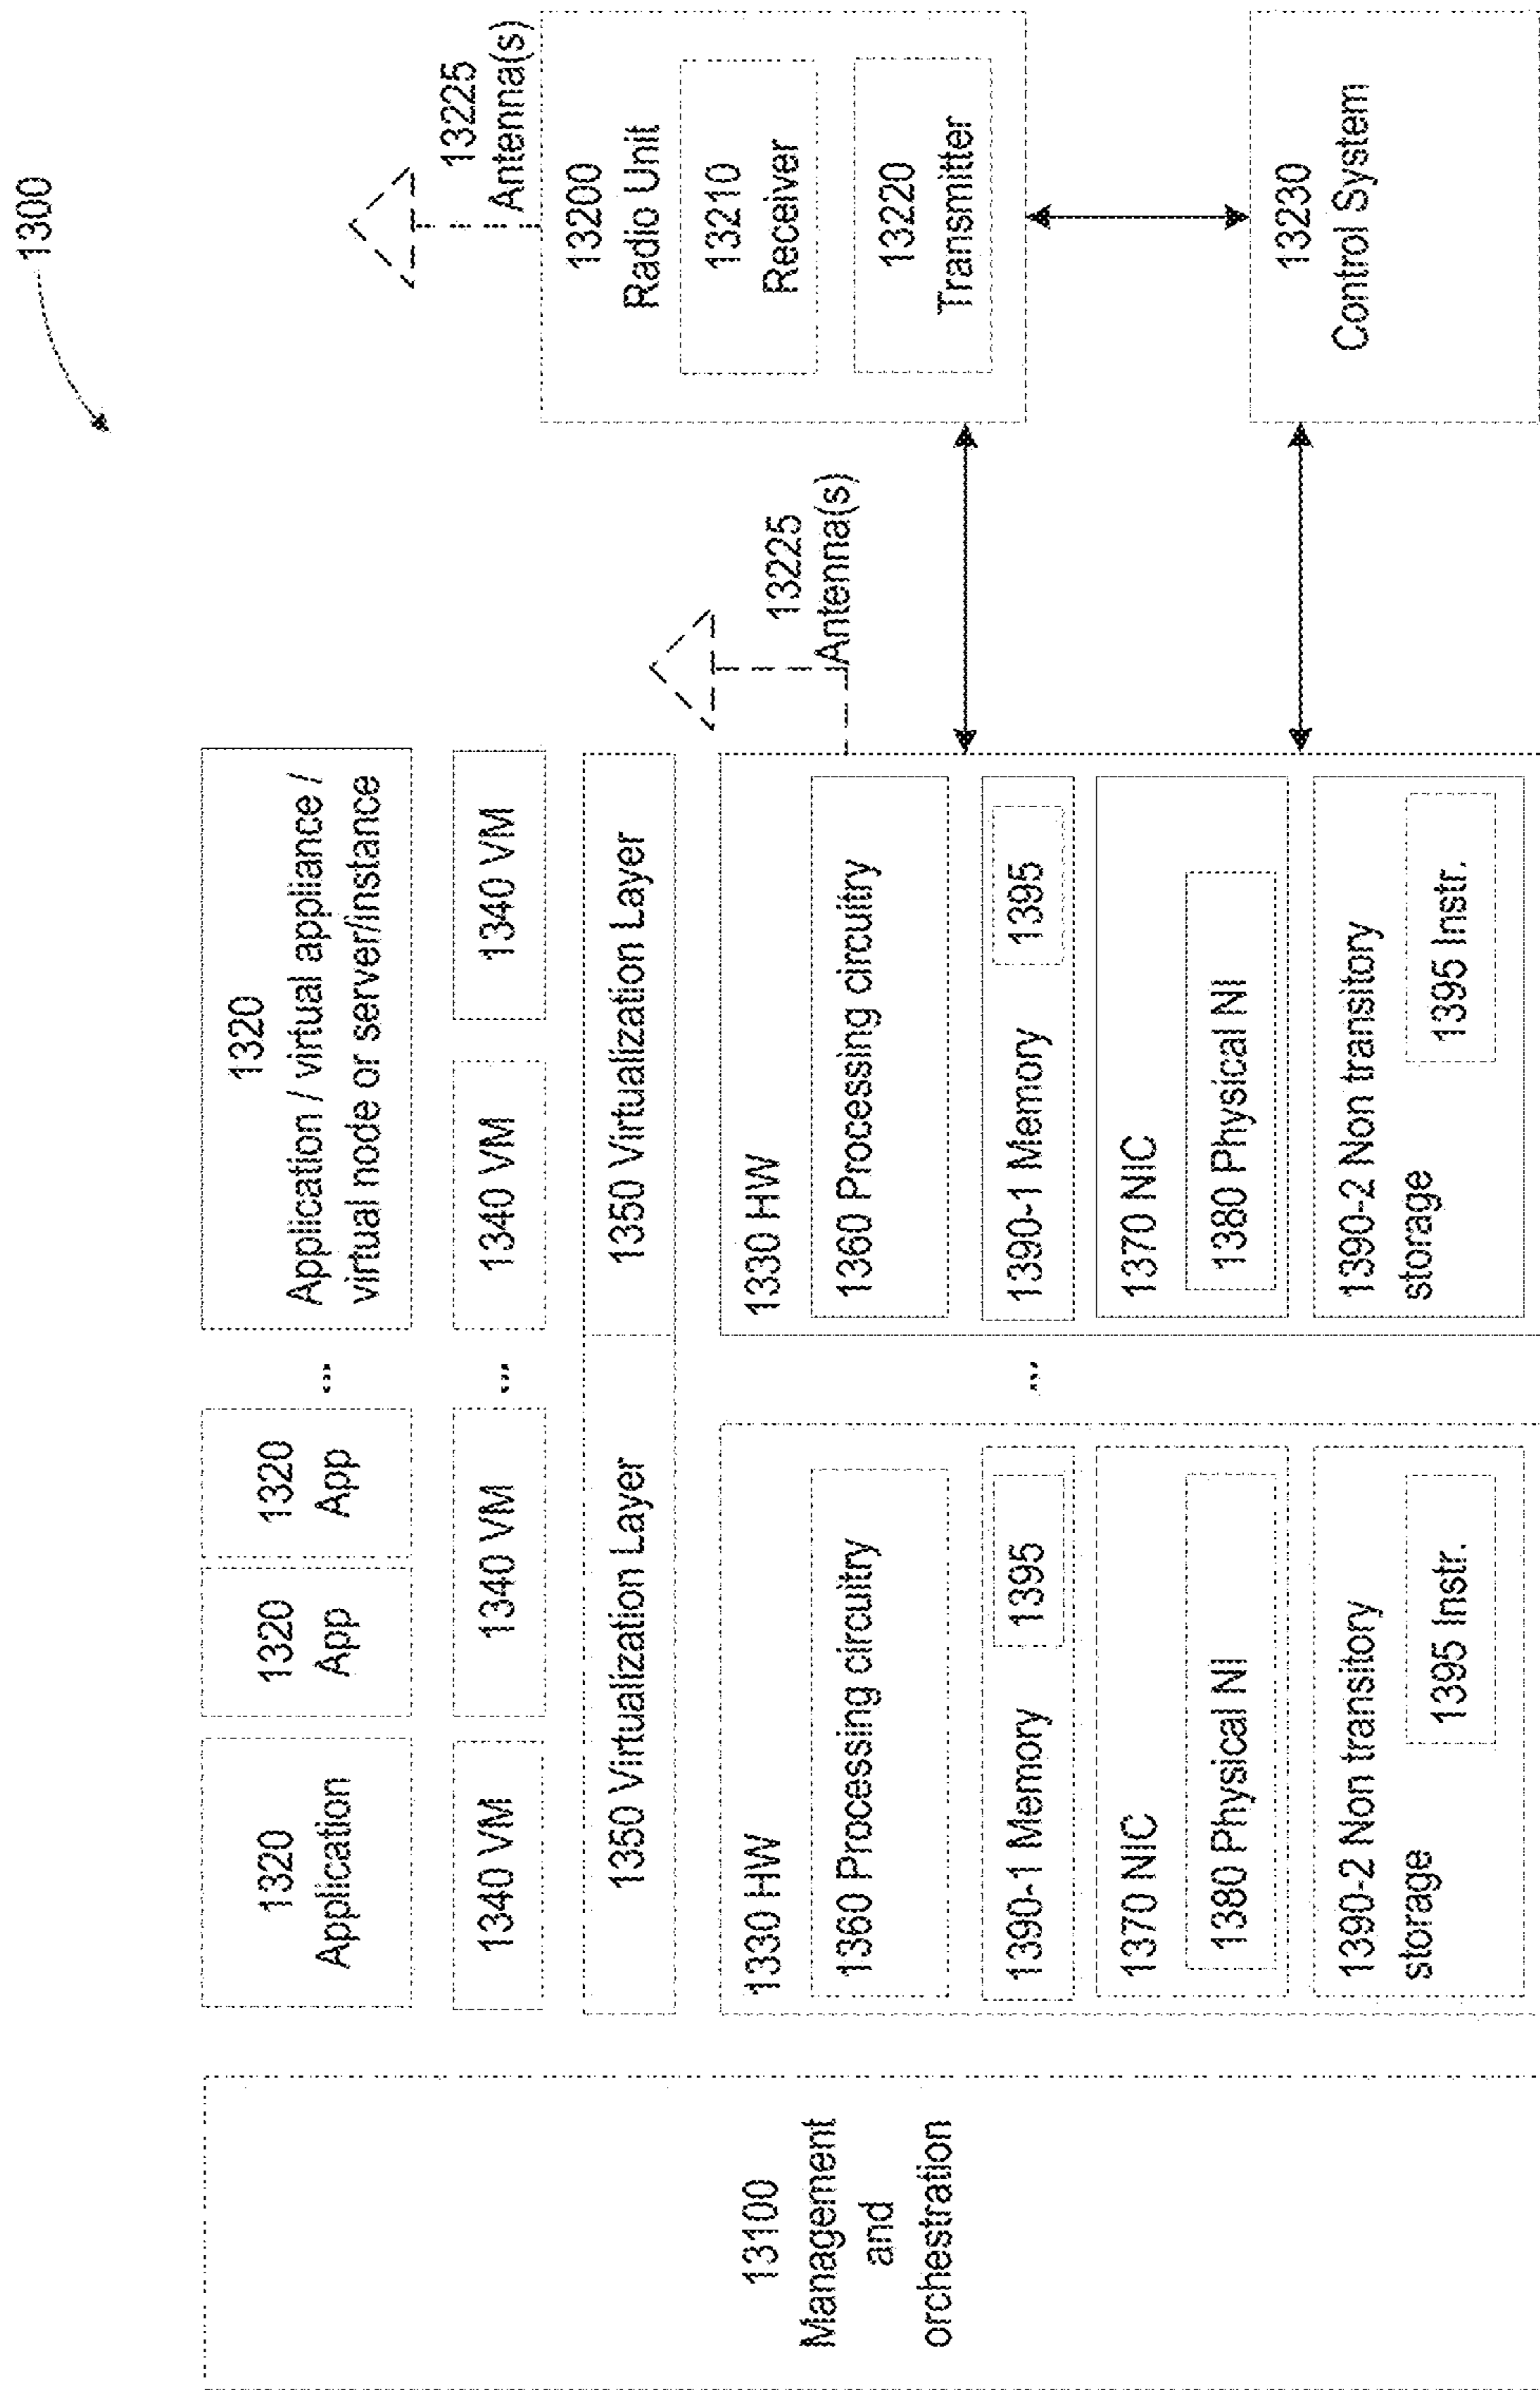 1300
13100
Management
and
orchestration
1320
Application
1320
App
1320
App
...
1320
Application / virtual appliance /
virtual node or server/instance
1340 VM
1340 VM
...
1340 VM
1340 VM
1350 Virtualization Layer
1350 Virtualization Layer
1330 HW
1360 Processing circuitry
1390-1 Memory
1395
1370 NIC
1380 Physical NI
1390-2 Non transitory
storage
1395 Instr.
...
1330 HW
1360 Processing circuitry
1390-1 Memory
1395
1370 NIC
1380 Physical NI
1390-2 Non transitory
storage
1395 Instr.
13225
Antenna(s)
13225
Antenna(s)
13200
Radio Unit
13210
Receiver
13220
Transmitter
13230
Control System